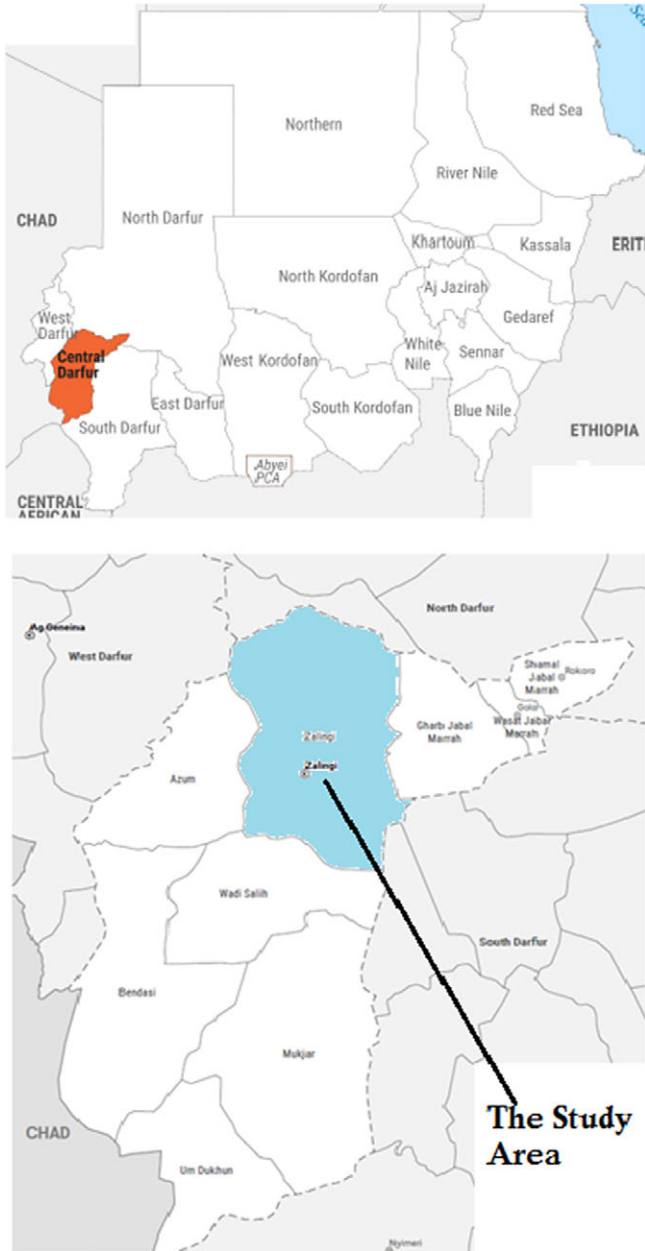 Northern
Red Sea
River Nile
CHAD
North Darfur
Khartoum
Kassala
North Kordofan
Aj Jazirah
West
Darfur
Gedaref
Central
Darfur
West Kordofan
White
Nile
Sennar
East Darfur
South Kordofan
Blue Nile
South Darfur
ETHIOPIA
Abyei
PCA
CENTRAL
AFRICAN
North Darfur
Ag Geneina
West Darfur
Shamal
Jabal
Marrah
Rokoro
Golo
Wasat Jabal
Marrah
Gharbi Jabal
Marrah
Zalingi
Zalingi
Azum
Wadi Salih
South Darfur
Bendasi
Mukjar
The Study
Area
CHAD
Um Dukhun
Nyimeri